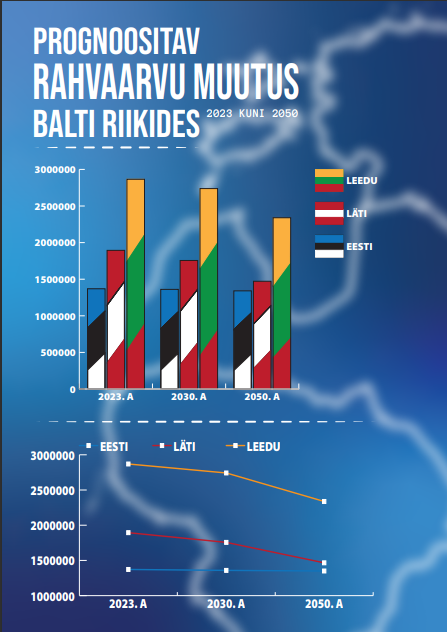 PROGNOOSITAV
RAHVAARVU MUUTUS
BALTI RIIKIDES 2023 KUNI 2050
3000000
2500000
2000000
1500000
1000000
500000
0
2023. A 2030. A 2050. A
LEEDU
LÄTI
EESTI
EESTI LÄTI LEEDU
3000000
2500000
2000000
1500000
1000000
2023. A 2030. A 2050. A